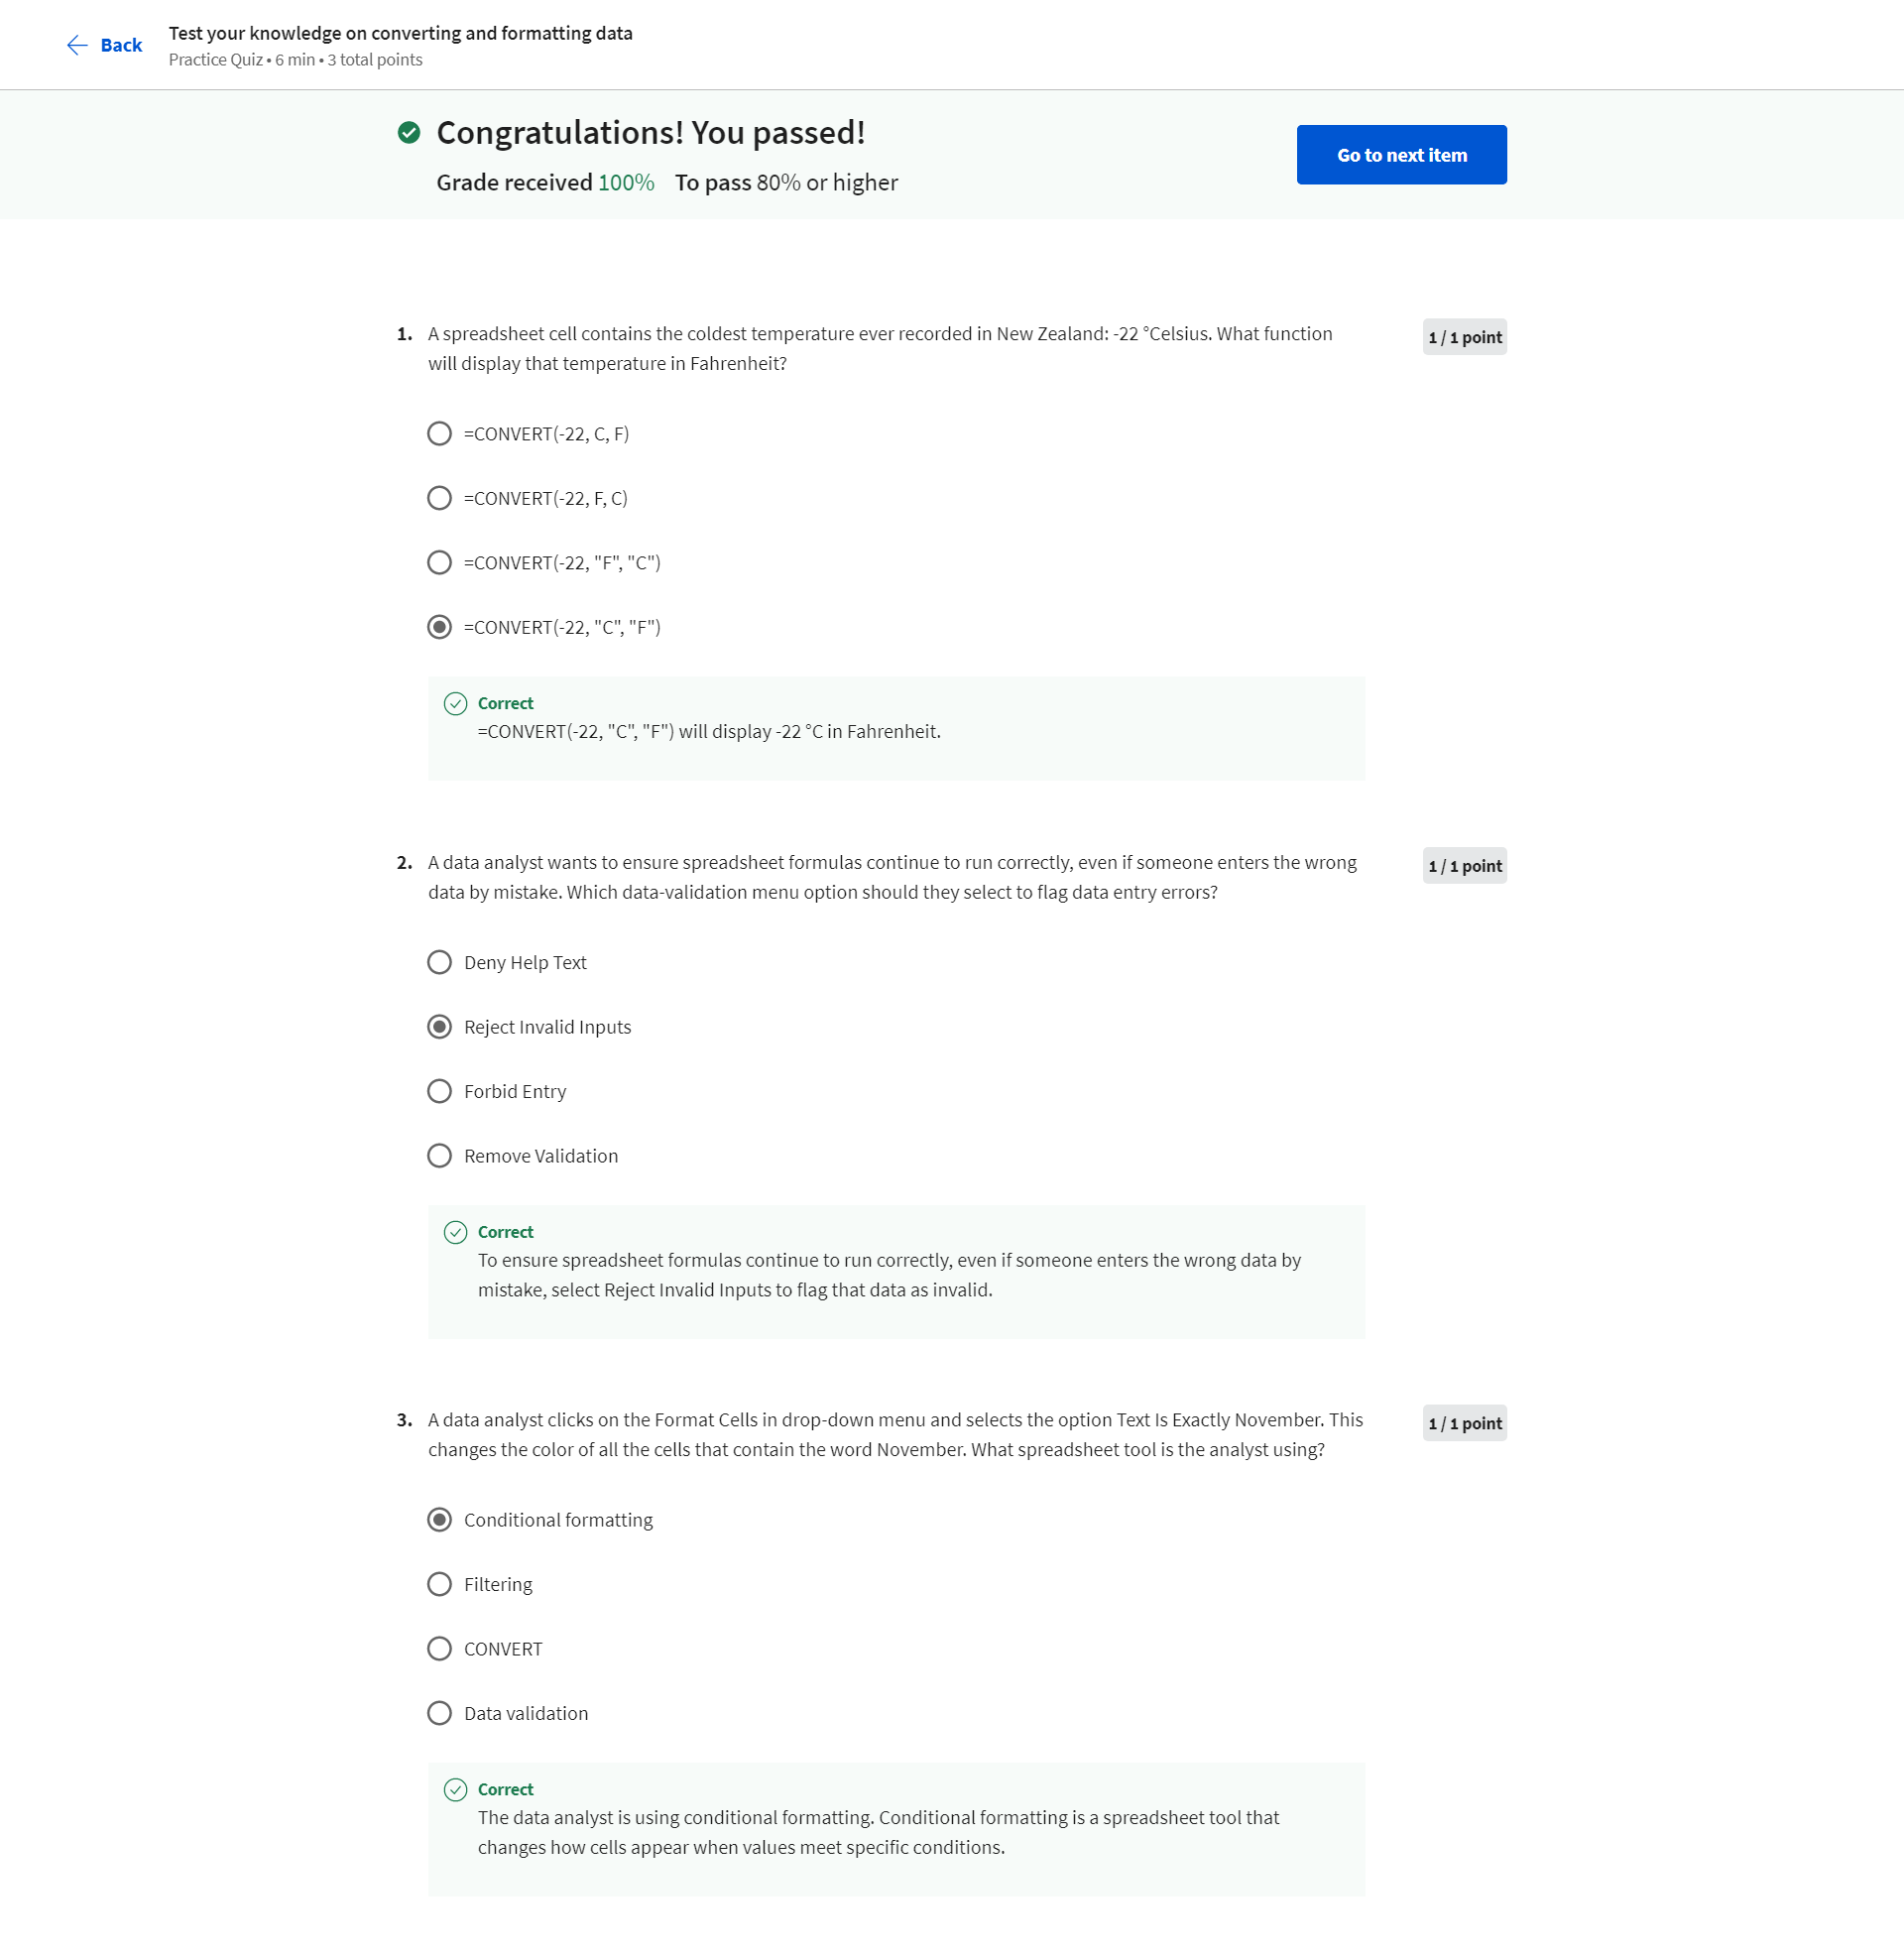 Back
Test your knowledge on converting and formatting data
Practice Quiz • 6 min • 3 total points
Congratulations! You passed!
Grade received 100% To pass 80% or higher
Go to next item
1. A spreadsheet cell contains the coldest temperature ever recorded in New Zealand: -22 °Celsius. What function
will display that temperature in Fahrenheit?
1 / 1 point
=CONVERT(-22, C, F)
=CONVERT(-22, F, C)
=CONVERT(-22, "F", "C")
=CONVERT(-22, "C", "F")
Correct
=CONVERT(-22, "C", "F") will display -22 °C in Fahrenheit.
2. A data analyst wants to ensure spreadsheet formulas continue to run correctly, even if someone enters the wrong
data by mistake. Which data-validation menu option should they select to flag data entry errors?
1 / 1 point
Deny Help Text
Reject Invalid Inputs
Forbid Entry
Remove Validation
Correct
To ensure spreadsheet formulas continue to run correctly, even if someone enters the wrong data by
mistake, select Reject Invalid Inputs to flag that data as invalid.
3. A data analyst clicks on the Format Cells in drop-down menu and selects the option Text Is Exactly November. This
changes the color of all the cells that contain the word November. What spreadsheet tool is the analyst using?
1 / 1 point
Conditional formatting
Filtering
CONVERT
Data validation
Correct
The data analyst is using conditional formatting. Conditional formatting is a spreadsheet tool that
changes how cells appear when values meet specific conditions.